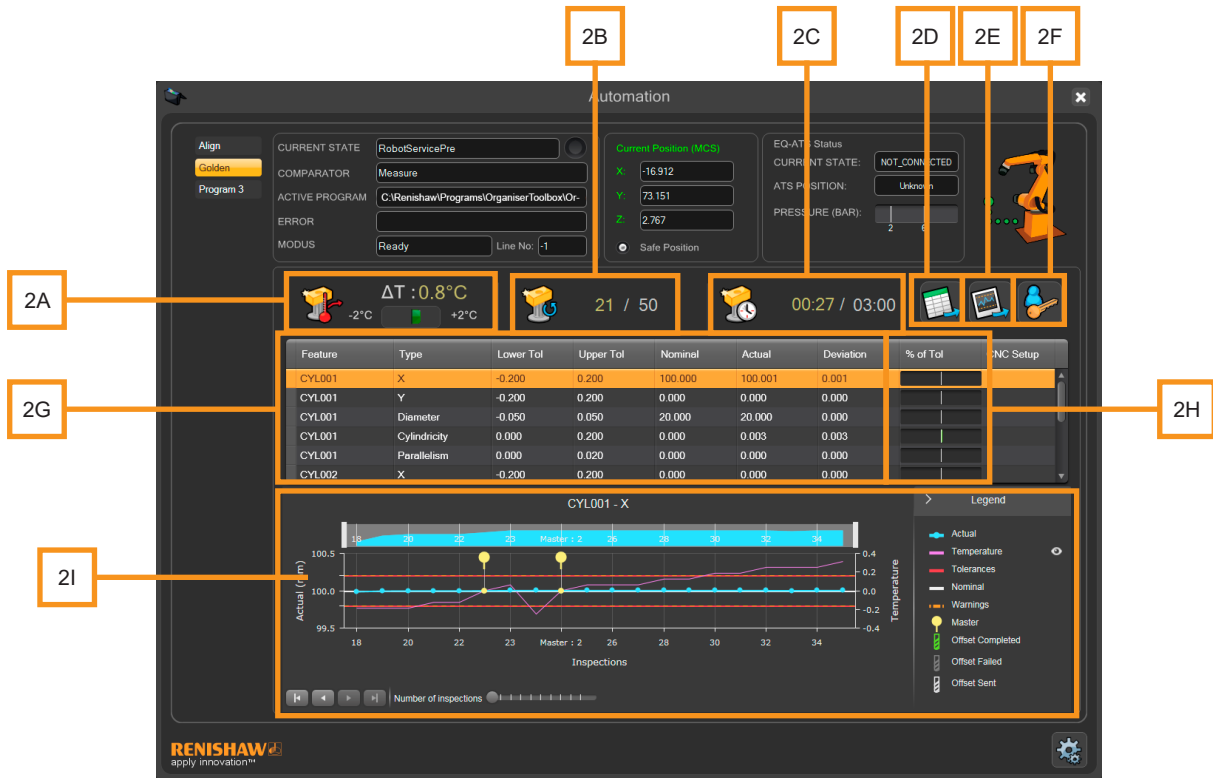 2B 2C 2D 2E 2F
Automation
Align
Golden
Program 3
CURRENT STATE RobotServicePre
COMPARATOR Measure
ACTIVE PROGRAM C:\Renishaw\Programs\OrganiserToolbox\Or-
ERROR
MODUS Ready Line No: -1
Current Position (MCS)
X: -16.912
Y: 73.151
Z: 2.767
Safe Position
EQ-ATS Status
CURRENT STATE: NOT_CONNECTED
ATS POSITION: Unknown
PRESSURE (BAR):
2 6
2A
ΔT : 0.8°C
-2°C +2°C
21 / 50
00:27 / 03:00
Feature Type Lower Tol Upper Tol Nominal Actual Deviation % of Tol CNC Setup
CYL001 X -0.200 0.200 100.000 100.001 0.001
CYL001 Y -0.200 0.200 0.000 0.000 0.000
CYL001 Diameter -0.050 0.050 20.000 20.000 0.000
CYL001 Cylindricity 0.000 0.200 0.000 0.003 0.003
CYL001 Parallelism 0.000 0.020 0.000 0.000 0.000
CYL002 X -0.200 0.200 0.000 0.000 0.000
2G
2H
2I
CYL001 - X
18 20 22 23 Master : 2 26 28 30 32 34
100.5
100.0
99.5
Actual (mm)
0.4
0.2
0.0
-0.2
-0.4
Temperature
18 20 22 23 Master : 2 26 28 30 32 34
Inspections
Number of inspections
Legend
Actual
Temperature
Tolerances
Nominal
Warnings
Master
Offset Completed
Offset Failed
Offset Sent
RENISHAW
apply innovation™